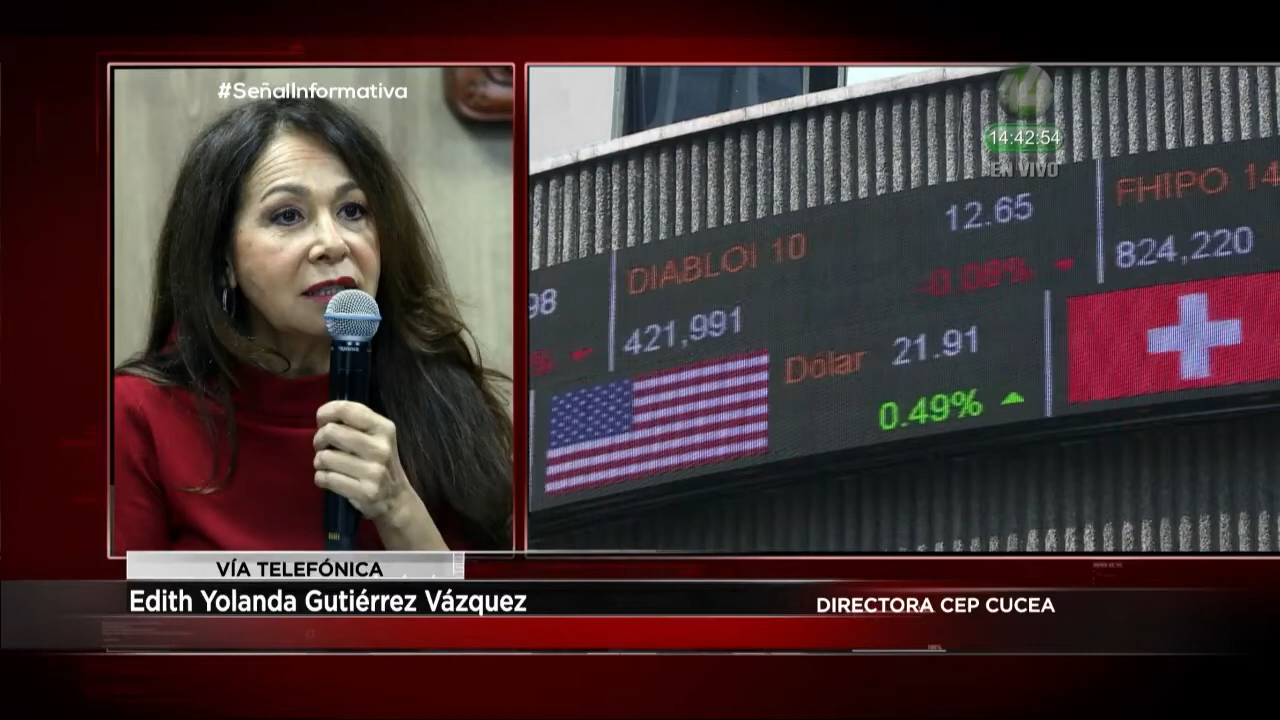 #SeñalInformativa
14:42:54
EN VIVO
98
DIABLOI 10
12.65
FHIPO 14
% 
421,991
-0.08%
824,220
Dólar
21.91
0.49%
VÍA TELEFÓNICA
Edith Yolanda Gutiérrez Vázquez
DIRECTORA CEP CUCEA